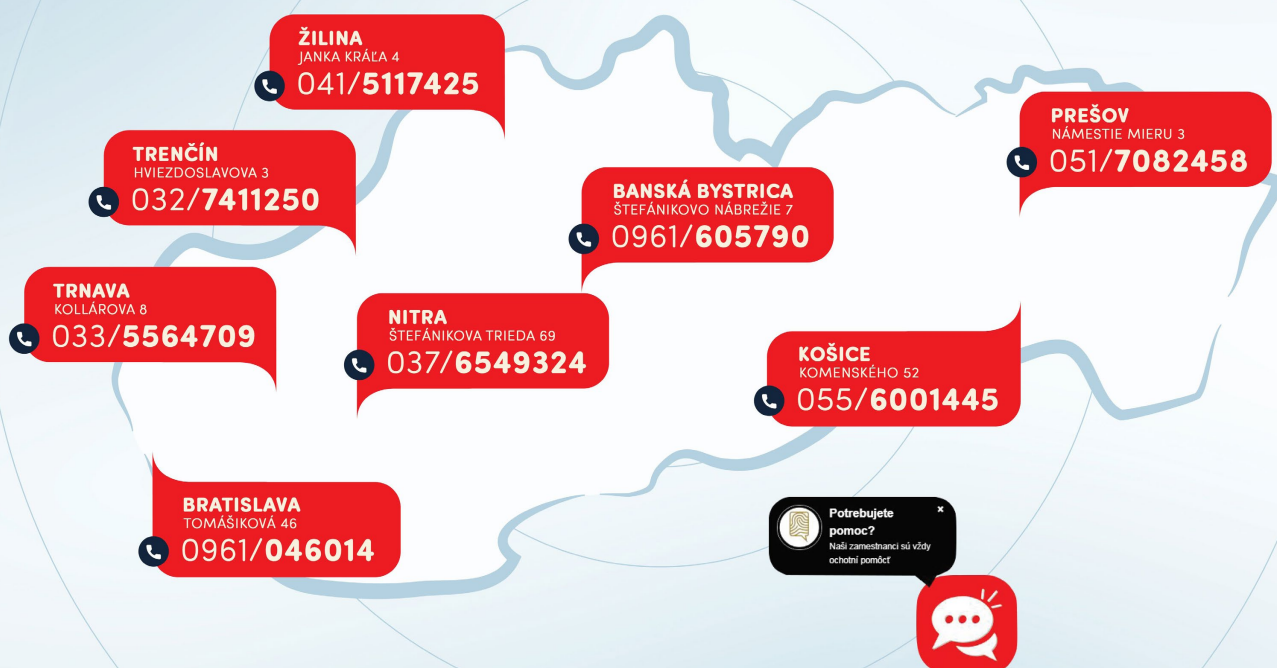 ŽILINA
JANKA KRÁĽA 4
041/5117425
TRENČÍN
HVIEZDOSLAVOVA 3
032/7411250
PREŠOV
NÁMESTIE MIERU 3
051/7082458
BANSKÁ BYSTRICA
ŠTEFÁNIKOVO NÁBREŽIE 7
0961/605790
TRNAVA
KOLLÁROVA 8
033/5564709
NITRA
ŠTEFÁNIKOVA TRIEDA 69
037/6549324
KOŠICE
KOMENSKÉHO 52
055/6001445
BRATISLAVA
TOMÁŠIKOVÁ 46
0961/046014
Potrebujete
pomoc?
Naši zamestnanci sú vždy
ochotní pomôcť